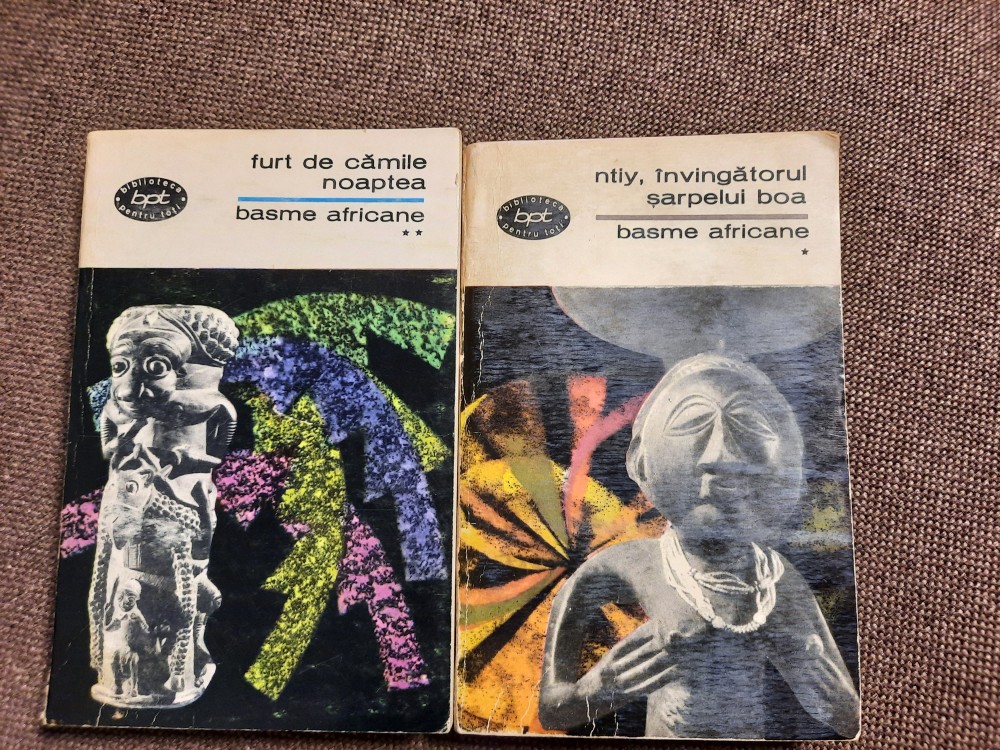 furt de cămile
noaptea
biblioteca
bpt
pentru toți
basme africane
**
ntiy, învingătorul
șarpelui boa
biblioteca
bpt
pentru toți
basme africane
*